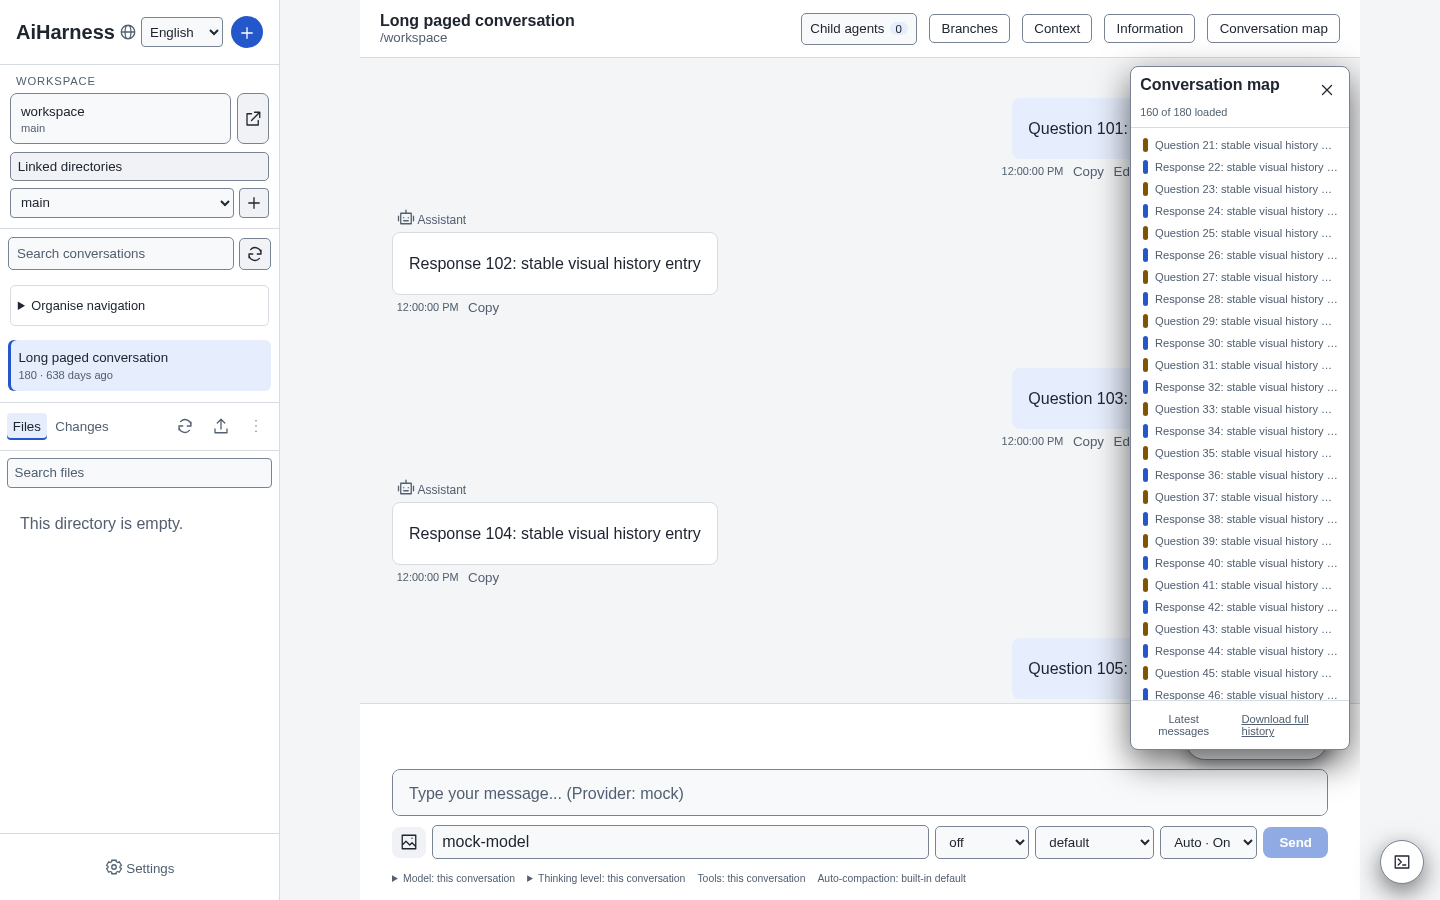 AiHarness
English
WORKSPACE
workspace
main
Linked directories
main
Search conversations
Organise navigation
Long paged conversation
180 · 638 days ago
Files
Changes
Search files
This directory is empty.
Settings
Long paged conversation
/workspace
Child agents 0
Branches
Context
Information
Conversation map
Question 101:
12:00:00 PM Copy Ed
Assistant
Response 102: stable visual history entry
12:00:00 PM Copy
Question 103:
12:00:00 PM Copy Ed
Assistant
Response 104: stable visual history entry
12:00:00 PM Copy
Question 105:
Conversation map
160 of 180 loaded
Question 21: stable visual history …
Response 22: stable visual history …
Question 23: stable visual history …
Response 24: stable visual history …
Question 25: stable visual history …
Response 26: stable visual history …
Question 27: stable visual history …
Response 28: stable visual history …
Question 29: stable visual history …
Response 30: stable visual history …
Question 31: stable visual history …
Response 32: stable visual history …
Question 33: stable visual history …
Response 34: stable visual history …
Question 35: stable visual history …
Response 36: stable visual history …
Question 37: stable visual history …
Response 38: stable visual history …
Question 39: stable visual history …
Response 40: stable visual history …
Question 41: stable visual history …
Response 42: stable visual history …
Question 43: stable visual history …
Response 44: stable visual history …
Question 45: stable visual history …
Response 46: stable visual history …
Latest
messages
Download full
history
Type your message... (Provider: mock)
mock-model
off
default
Auto · On
Send
Model: this conversation
Thinking level: this conversation
Tools: this conversation
Auto-compaction: built-in default